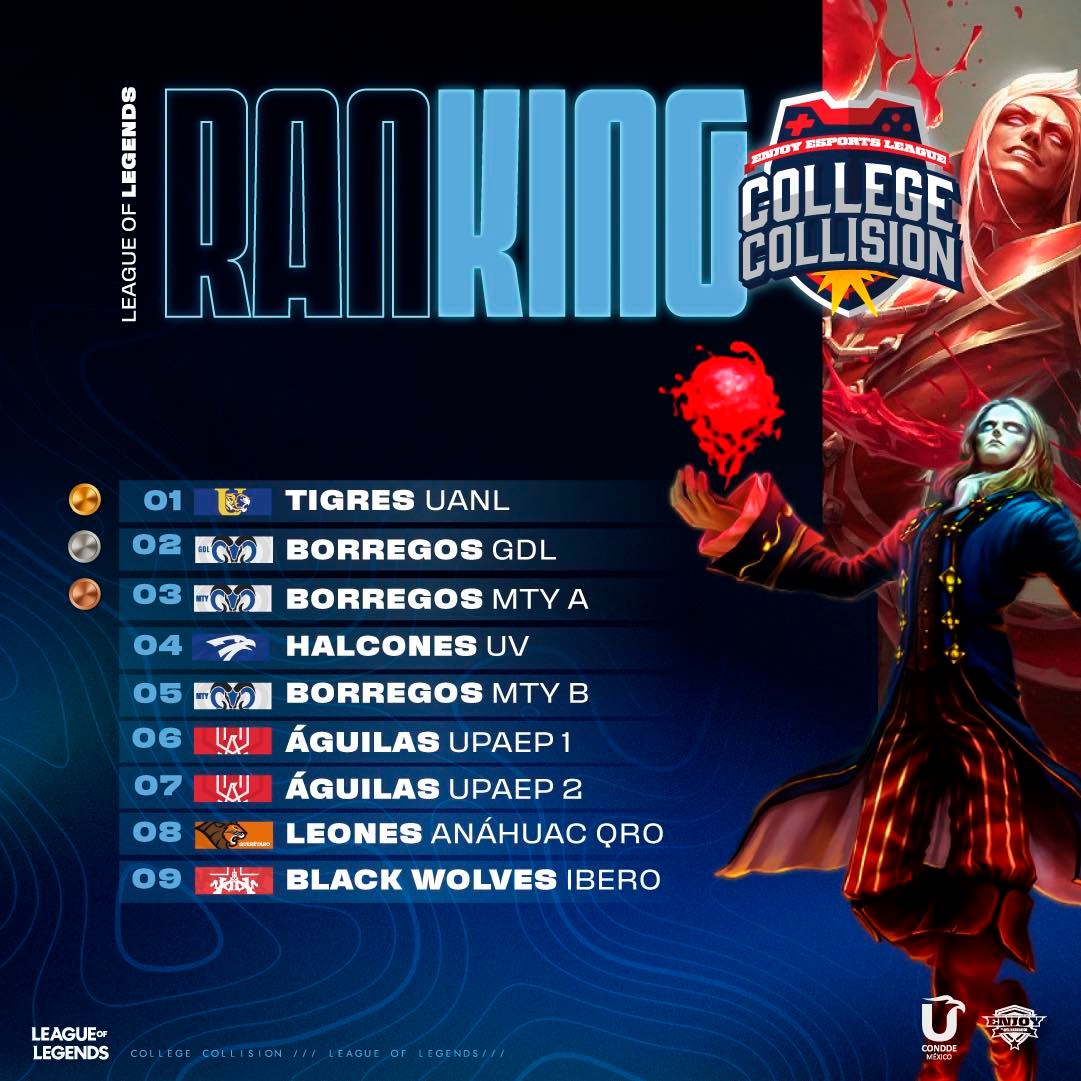 LEAGUE OF LEGENDS
RANKING
ENJOY ESPORTS LEAGUE
COLLEGE
COLLISION
01 TIGRES UANL
02 GDL BORREGOS GDL
03 MTY BORREGOS MTY A
04 HALCONES UV
05 MTY BORREGOS MTY B
06 ÁGUILAS UPAEP 1
07 ÁGUILAS UPAEP 2
08 QUERÉTARO LEONES ANÁHUAC QRO
09 BLACK WOLVES IBERO
LEAGUE OF
LEGENDS
COLLEGE COLLISION /// LEAGUE OF LEGENDS///
U
CONDDE
MÉXICO
ENJOY